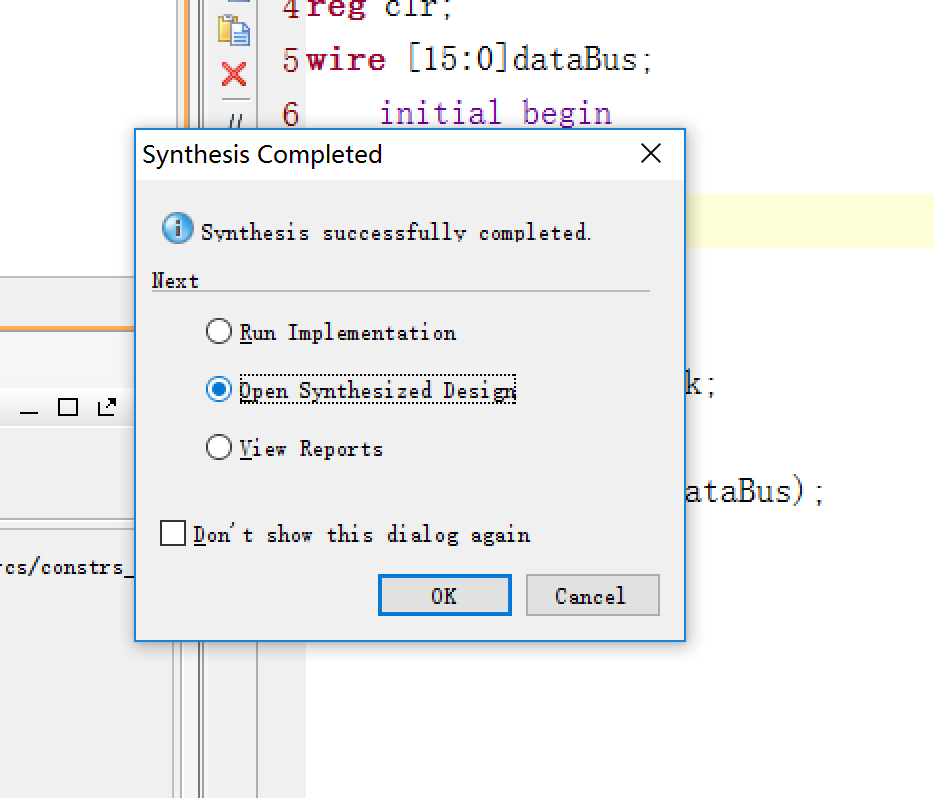 4 reg clr;
5 wire [15:0]dataBus;
6 initial begin
Synthesis Completed
Synthesis successfully completed.
Next
Run Implementation
Open Synthesized Design
k;
View Reports
ataBus);
Don't show this dialog again
rcs/constrs_
OK Cancel